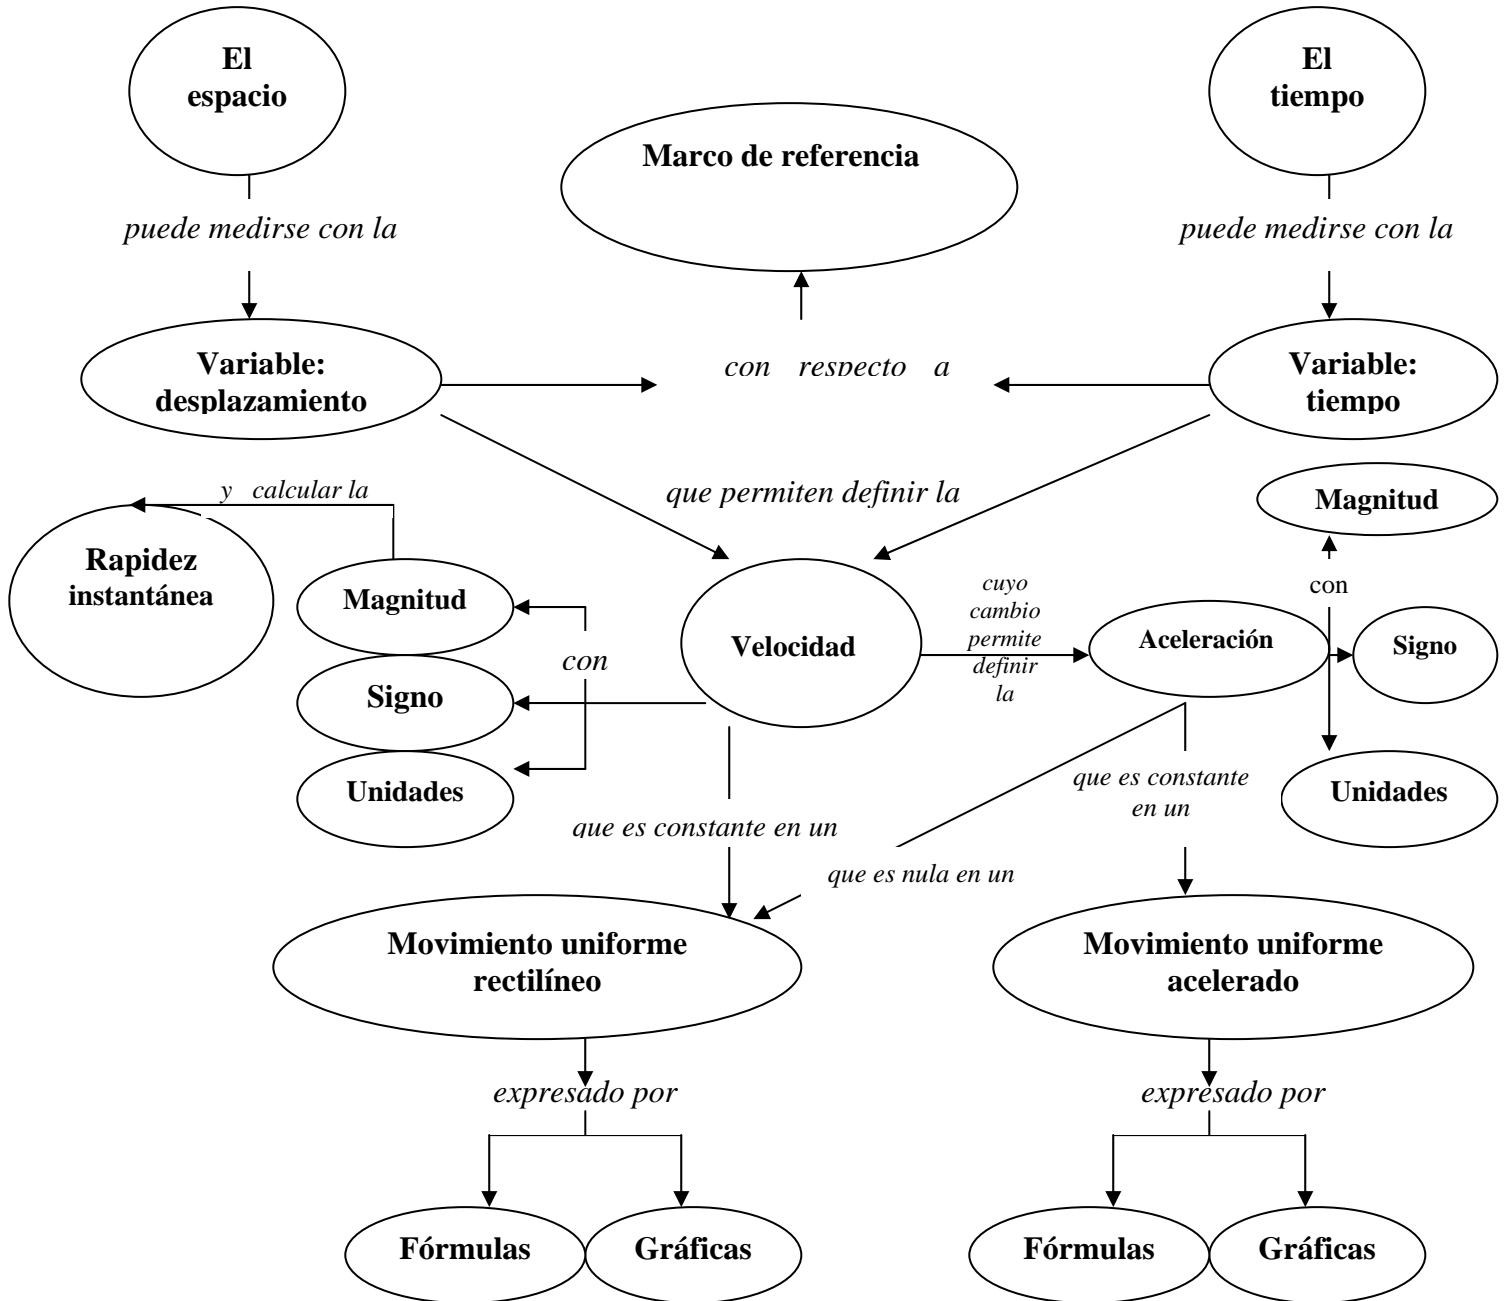 El
espacio
El
tiempo
Marco de referencia
puede medirse con la
puede medirse con la
Variable:
desplazamiento
con respecto a
Variable:
tiempo
y calcular la
que permiten definir la
Magnitud
Rapidez
instantánea
Magnitud
Signo
Unidades
con
Velocidad
cuyo
cambio
permite
definir
la
Aceleración
con
Signo
Unidades
que es constante en un
que es constante
en un
que es nula en un
Movimiento uniforme
rectilíneo
Movimiento uniforme
acelerado
expresado por
expresado por
Fórmulas
Gráficas
Fórmulas
Gráficas